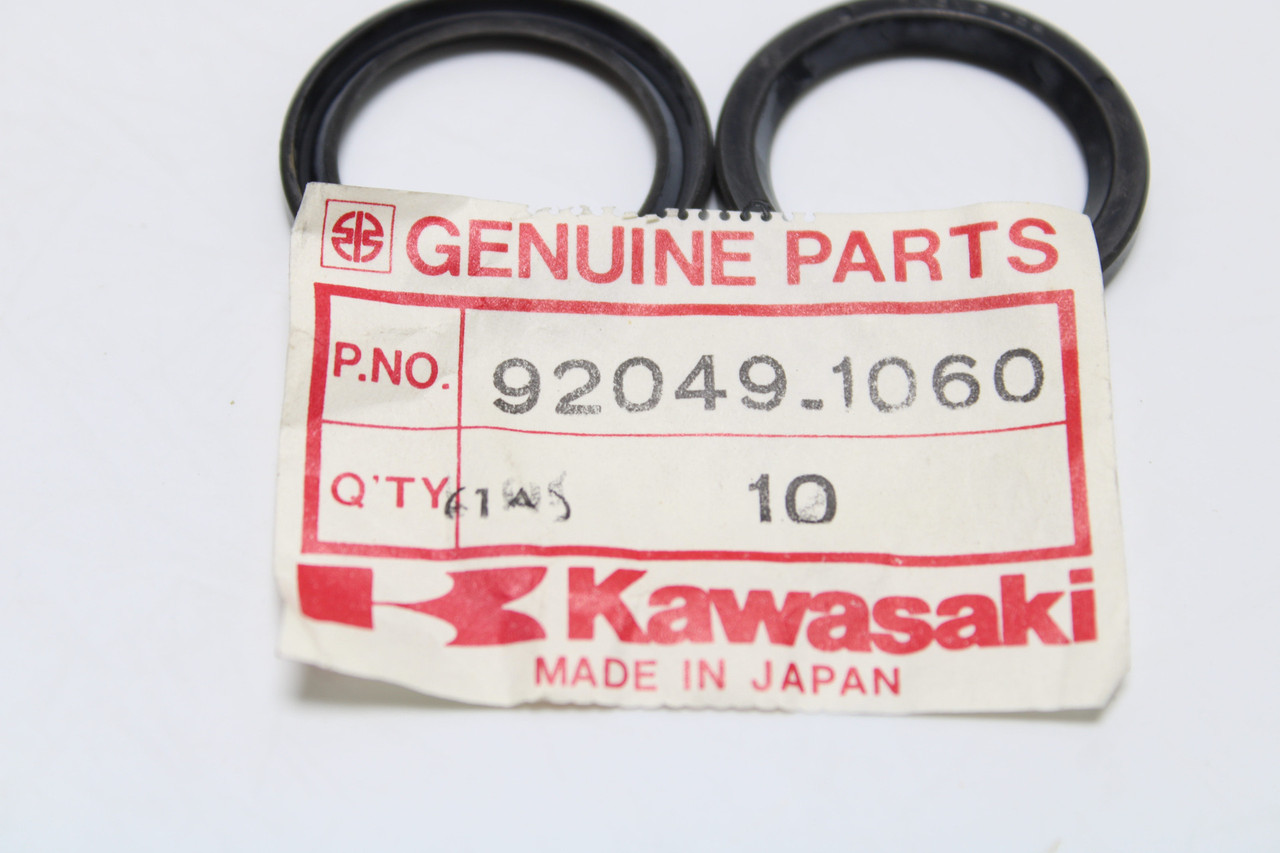 GENUINE PARTS
P.NO. 92049-1060
Q'TY 10
Kawasaki
MADE IN JAPAN